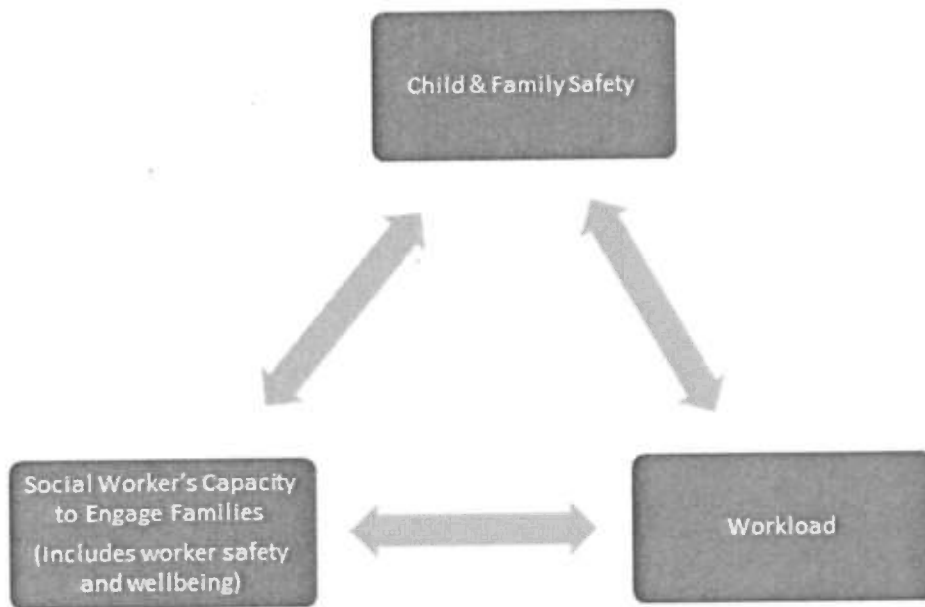 Child & Family Safety
Social Worker's Capacity
to Engage Families
(includes worker safety
and wellbeing)
Workload